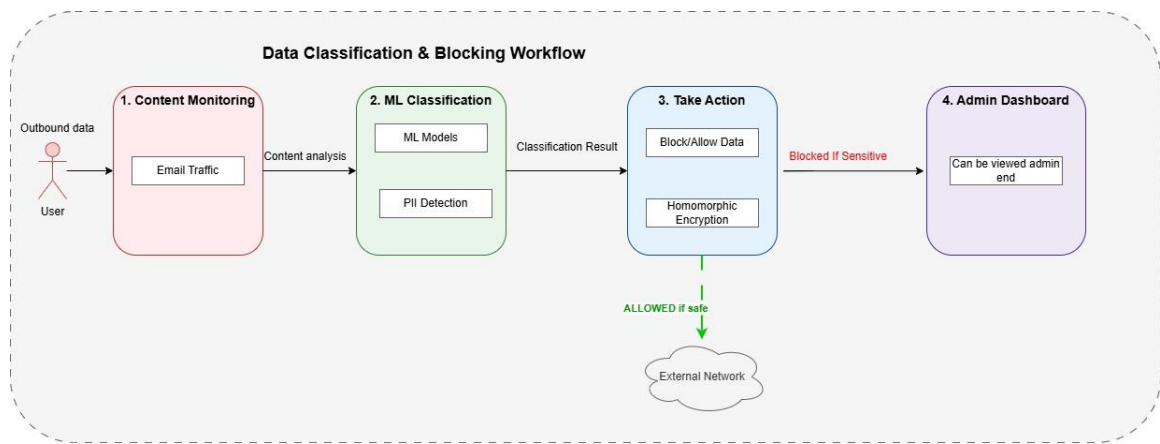 Data Classification & Blocking Workflow
Outbound data
User
1. Content Monitoring
Email Traffic
Content analysis
2. ML Classification
ML Models
PII Detection
Classification Result
3. Take Action
Block/Allow Data
Homomorphic
Encryption
Blocked If Sensitive
4. Admin Dashboard
Can be viewed admin
end
ALLOWED if safe
External Network